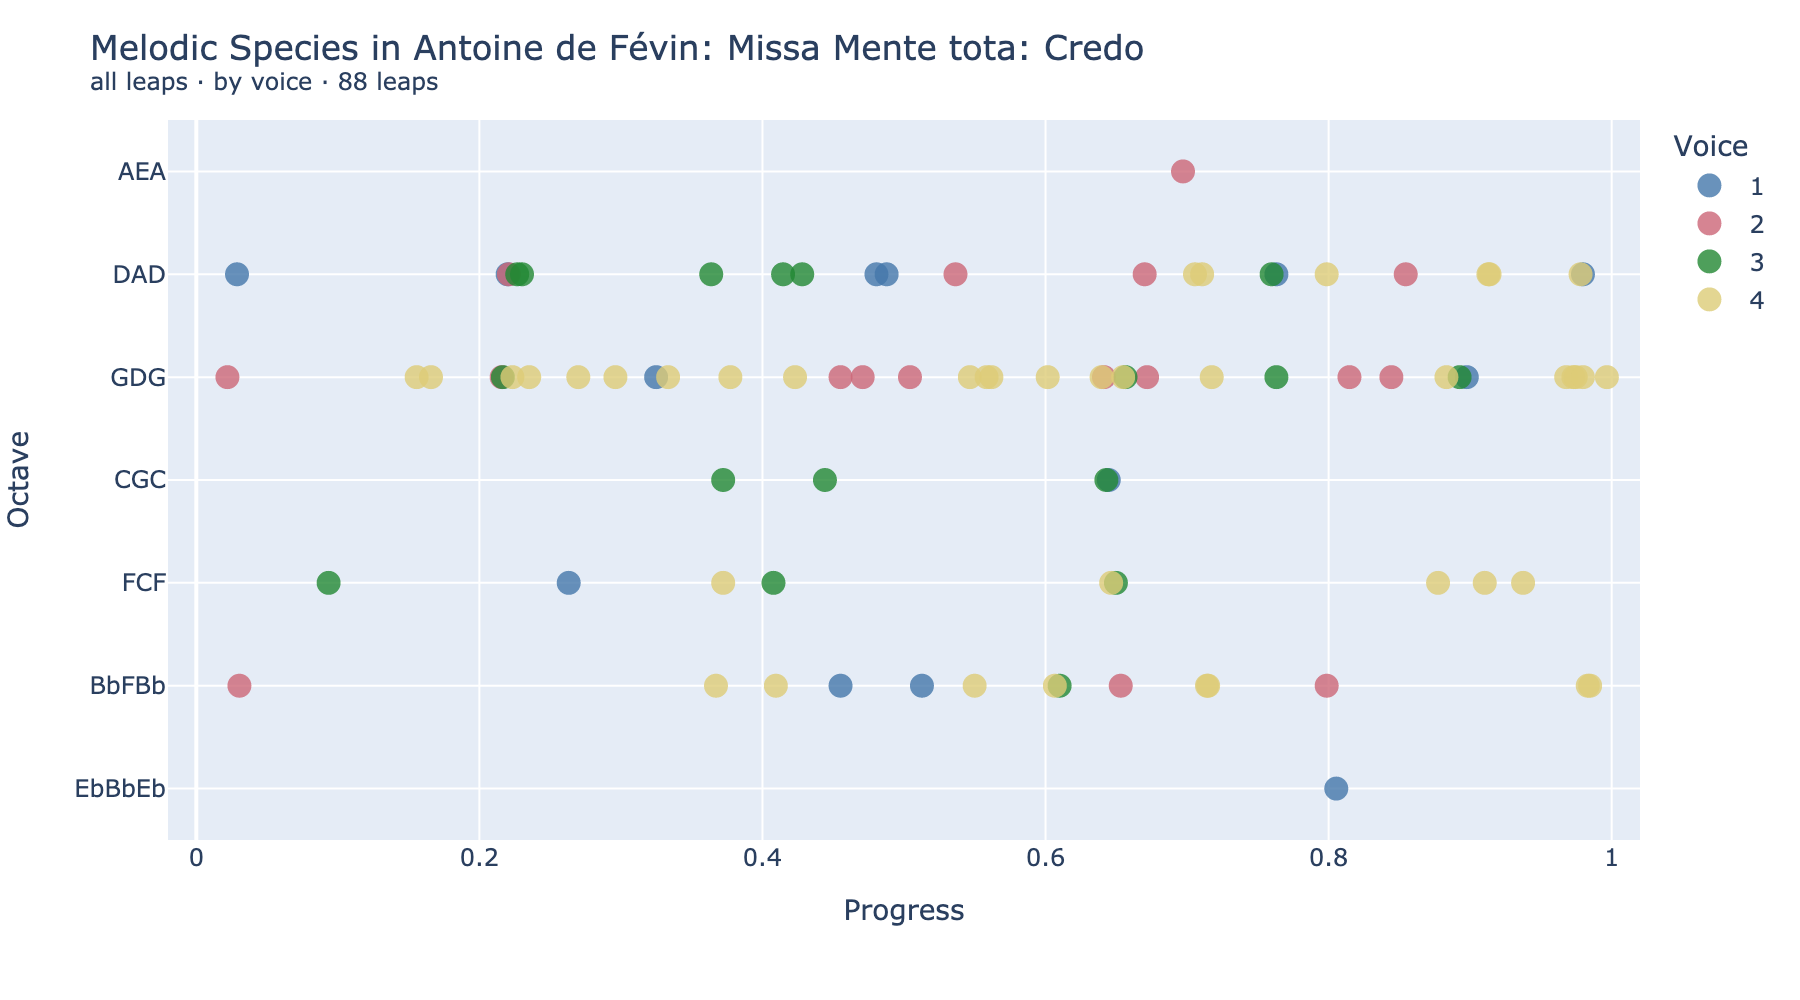 Melodic Species in Antoine de Févin: Missa Mente tota: Credo
all leaps · by voice · 88 leaps
Voice
1
2
3
4
Octave
AEA
DAD
GDG
CGC
FCF
BbFBb
EbBbEb
0
0.2
0.4
0.6
0.8
1
Progress